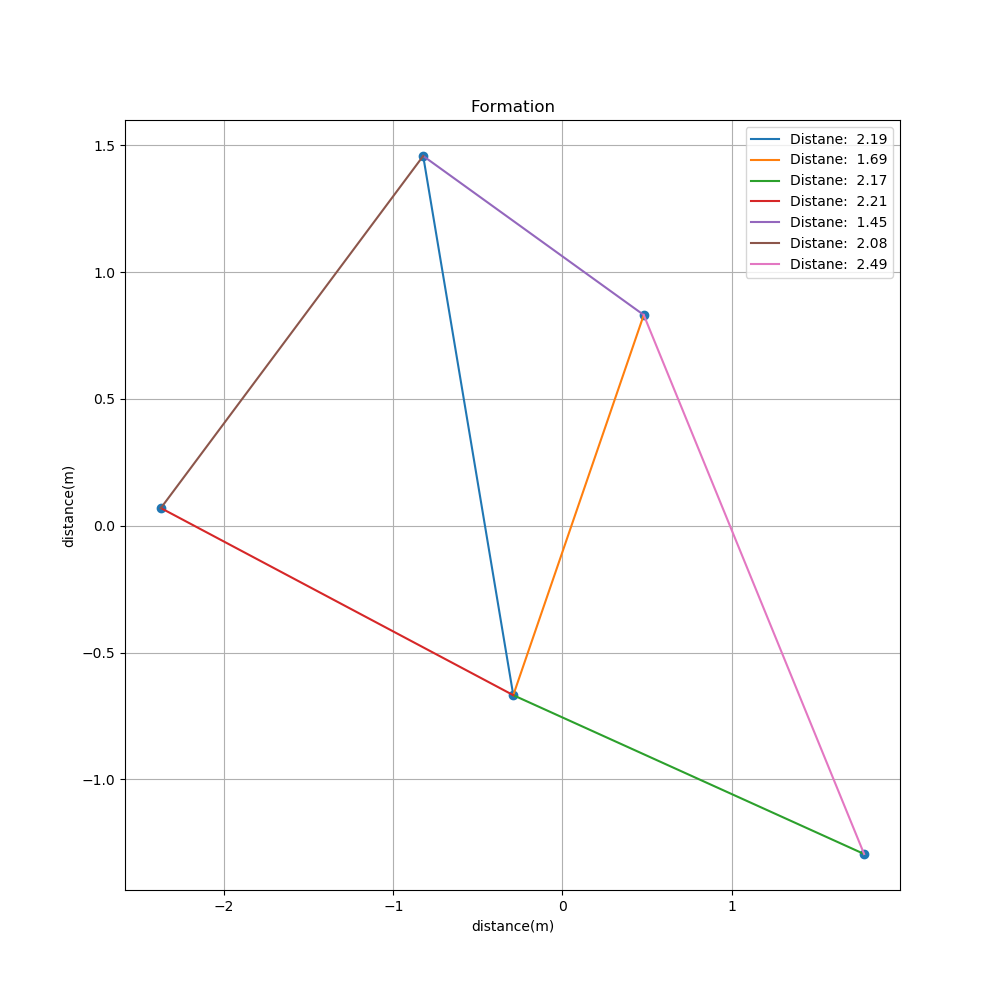 Formation
Distane:  2.19
Distane:  1.69
Distane:  2.17
Distane:  2.21
Distane:  1.45
Distane:  2.08
Distane:  2.49
1.5
1.0
0.5
0.0
−0.5
−1.0
distance(m)
−2
−1
0
1
distance(m)